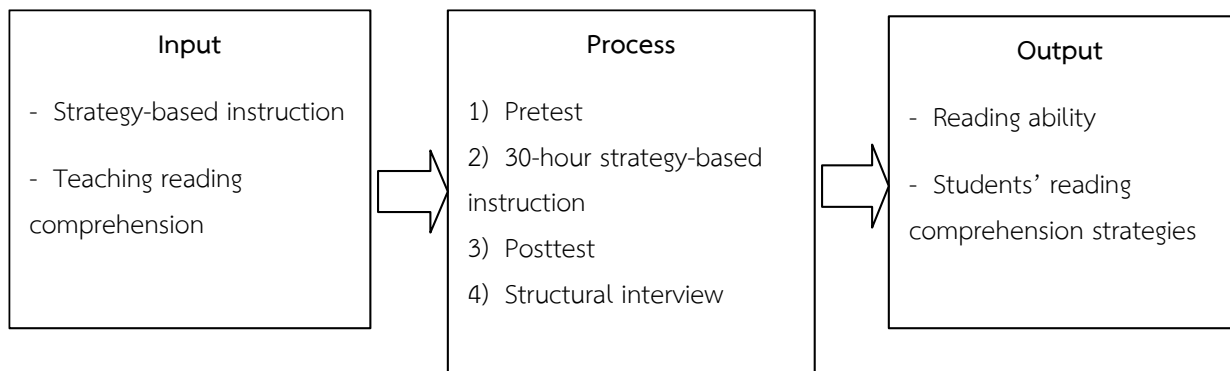 Input
- Strategy-based instruction
- Teaching reading
comprehension
Process
1) Pretest
2) 30-hour strategy-based
instruction
3) Posttest
4) Structural interview
Output
- Reading ability
- Students’ reading
comprehension strategies